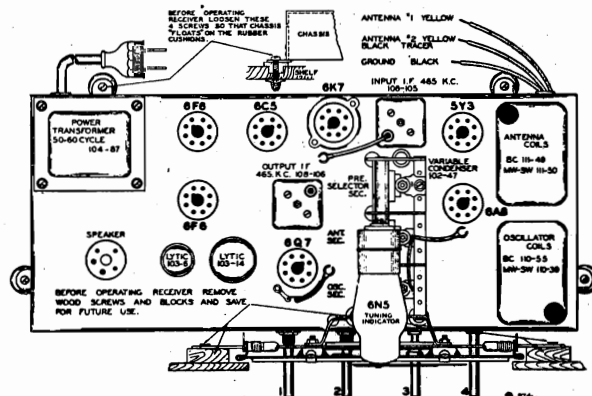 BEFORE OPERATING
RECEIVER LOOSEN THESE
4 SCREWS SO THAT CHASSIS
"FLOATS" ON THE RUBBER
CUSHIONS.
CHASSIS
SHELF
ANTENNA #1 YELLOW
ANTENNA #2 YELLOW
BLACK TRACER
GROUND BLACK
INPUT I.F. 465 K.C.
108-105
6F6
6C5
6K7
5Y3
POWER
TRANSFORMER
50-60 CYCLE
104-87
ANTENNA
COILS
BC 111-48
MW-SW 111-50
OUTPUT I F
465. K.C. 108-106
PRE
SELECTOR
SEC.
VARIABLE
CONDENSER
102-47
6F6
6A8
SPEAKER
LYTIC
103-6
LYTIC
103-14
6Q7
ANT.
SEC.
OSC.
SEC.
OSCILLATOR
COILS
BC 110-55
MW-SW 110-38
BEFORE OPERATING RECEIVER REMOVE
WOOD SCREWS AND BLOCKS AND SAVE
FOR FUTURE USE.
6N5
TUNING
INDICATOR
1 2 3 4